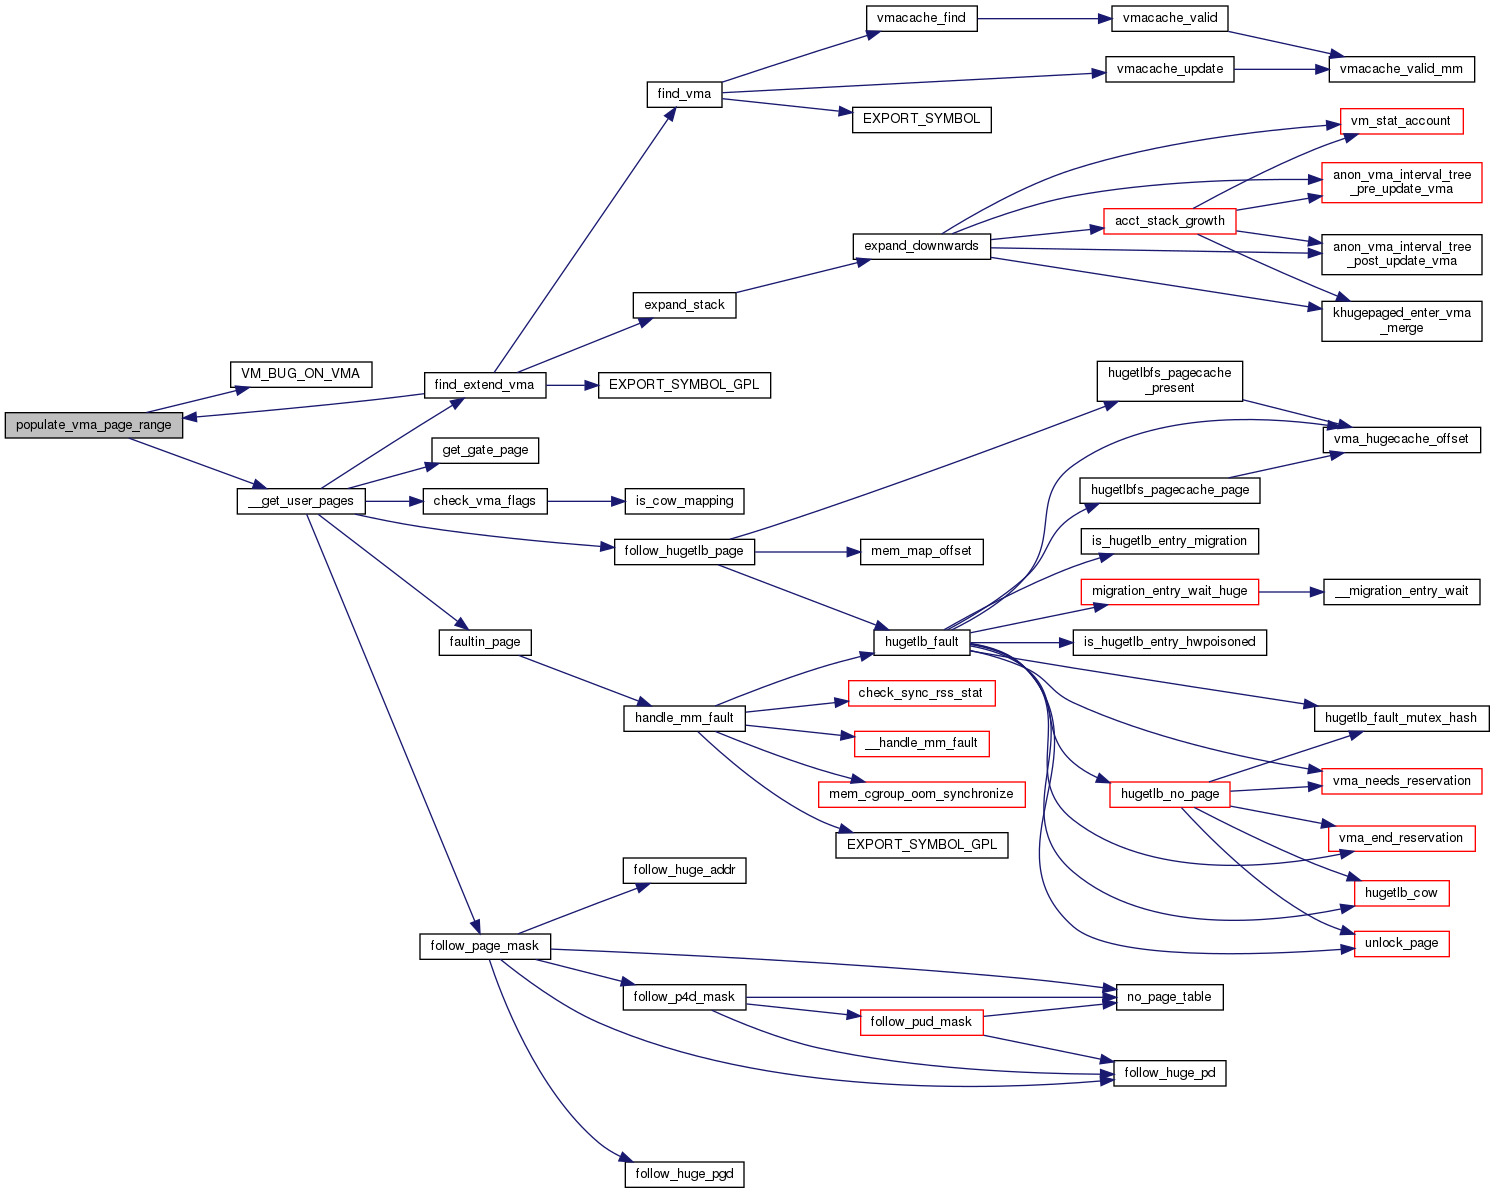 vmacache_find
vmacache_valid
vmacache_update
vmacache_valid_mm
find_vma
EXPORT_SYMBOL
vm_stat_account
anon_vma_interval_tree
_pre_update_vma
acct_stack_growth
expand_downwards
anon_vma_interval_tree
_post_update_vma
expand_stack
khugepaged_enter_vma
_merge
VM_BUG_ON_VMA
find_extend_vma
EXPORT_SYMBOL_GPL
hugetlbfs_pagecache
_present
populate_vma_page_range
get_gate_page
vma_hugecache_offset
__get_user_pages
check_vma_flags
is_cow_mapping
hugetlbfs_pagecache_page
follow_hugetlb_page
mem_map_offset
is_hugetlb_entry_migration
migration_entry_wait_huge
__migration_entry_wait
faultin_page
hugetlb_fault
is_hugetlb_entry_hwpoisoned
check_sync_rss_stat
handle_mm_fault
hugetlb_fault_mutex_hash
__handle_mm_fault
mem_cgroup_oom_synchronize
hugetlb_no_page
vma_needs_reservation
EXPORT_SYMBOL_GPL
vma_end_reservation
follow_huge_addr
hugetlb_cow
follow_page_mask
unlock_page
follow_p4d_mask
no_page_table
follow_pud_mask
follow_huge_pd
follow_huge_pgd